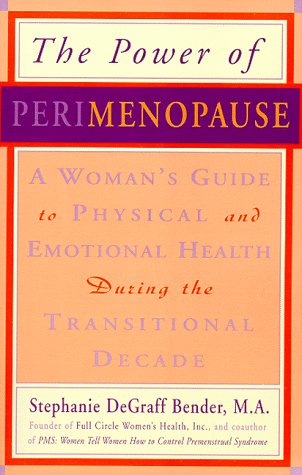 The Power of
PERIMENOPAUSE
A WOMAN'S GUIDE
to PHYSICAL and
EMOTIONAL HEALTH
During the
TRANSITIONAL
DECADE
Stephanie DeGraff Bender, M.A.
Founder of Full Circle Women's Health, Inc., and coauthor
of PMS: Women Tell Women How to Control Premenstrual Syndrome